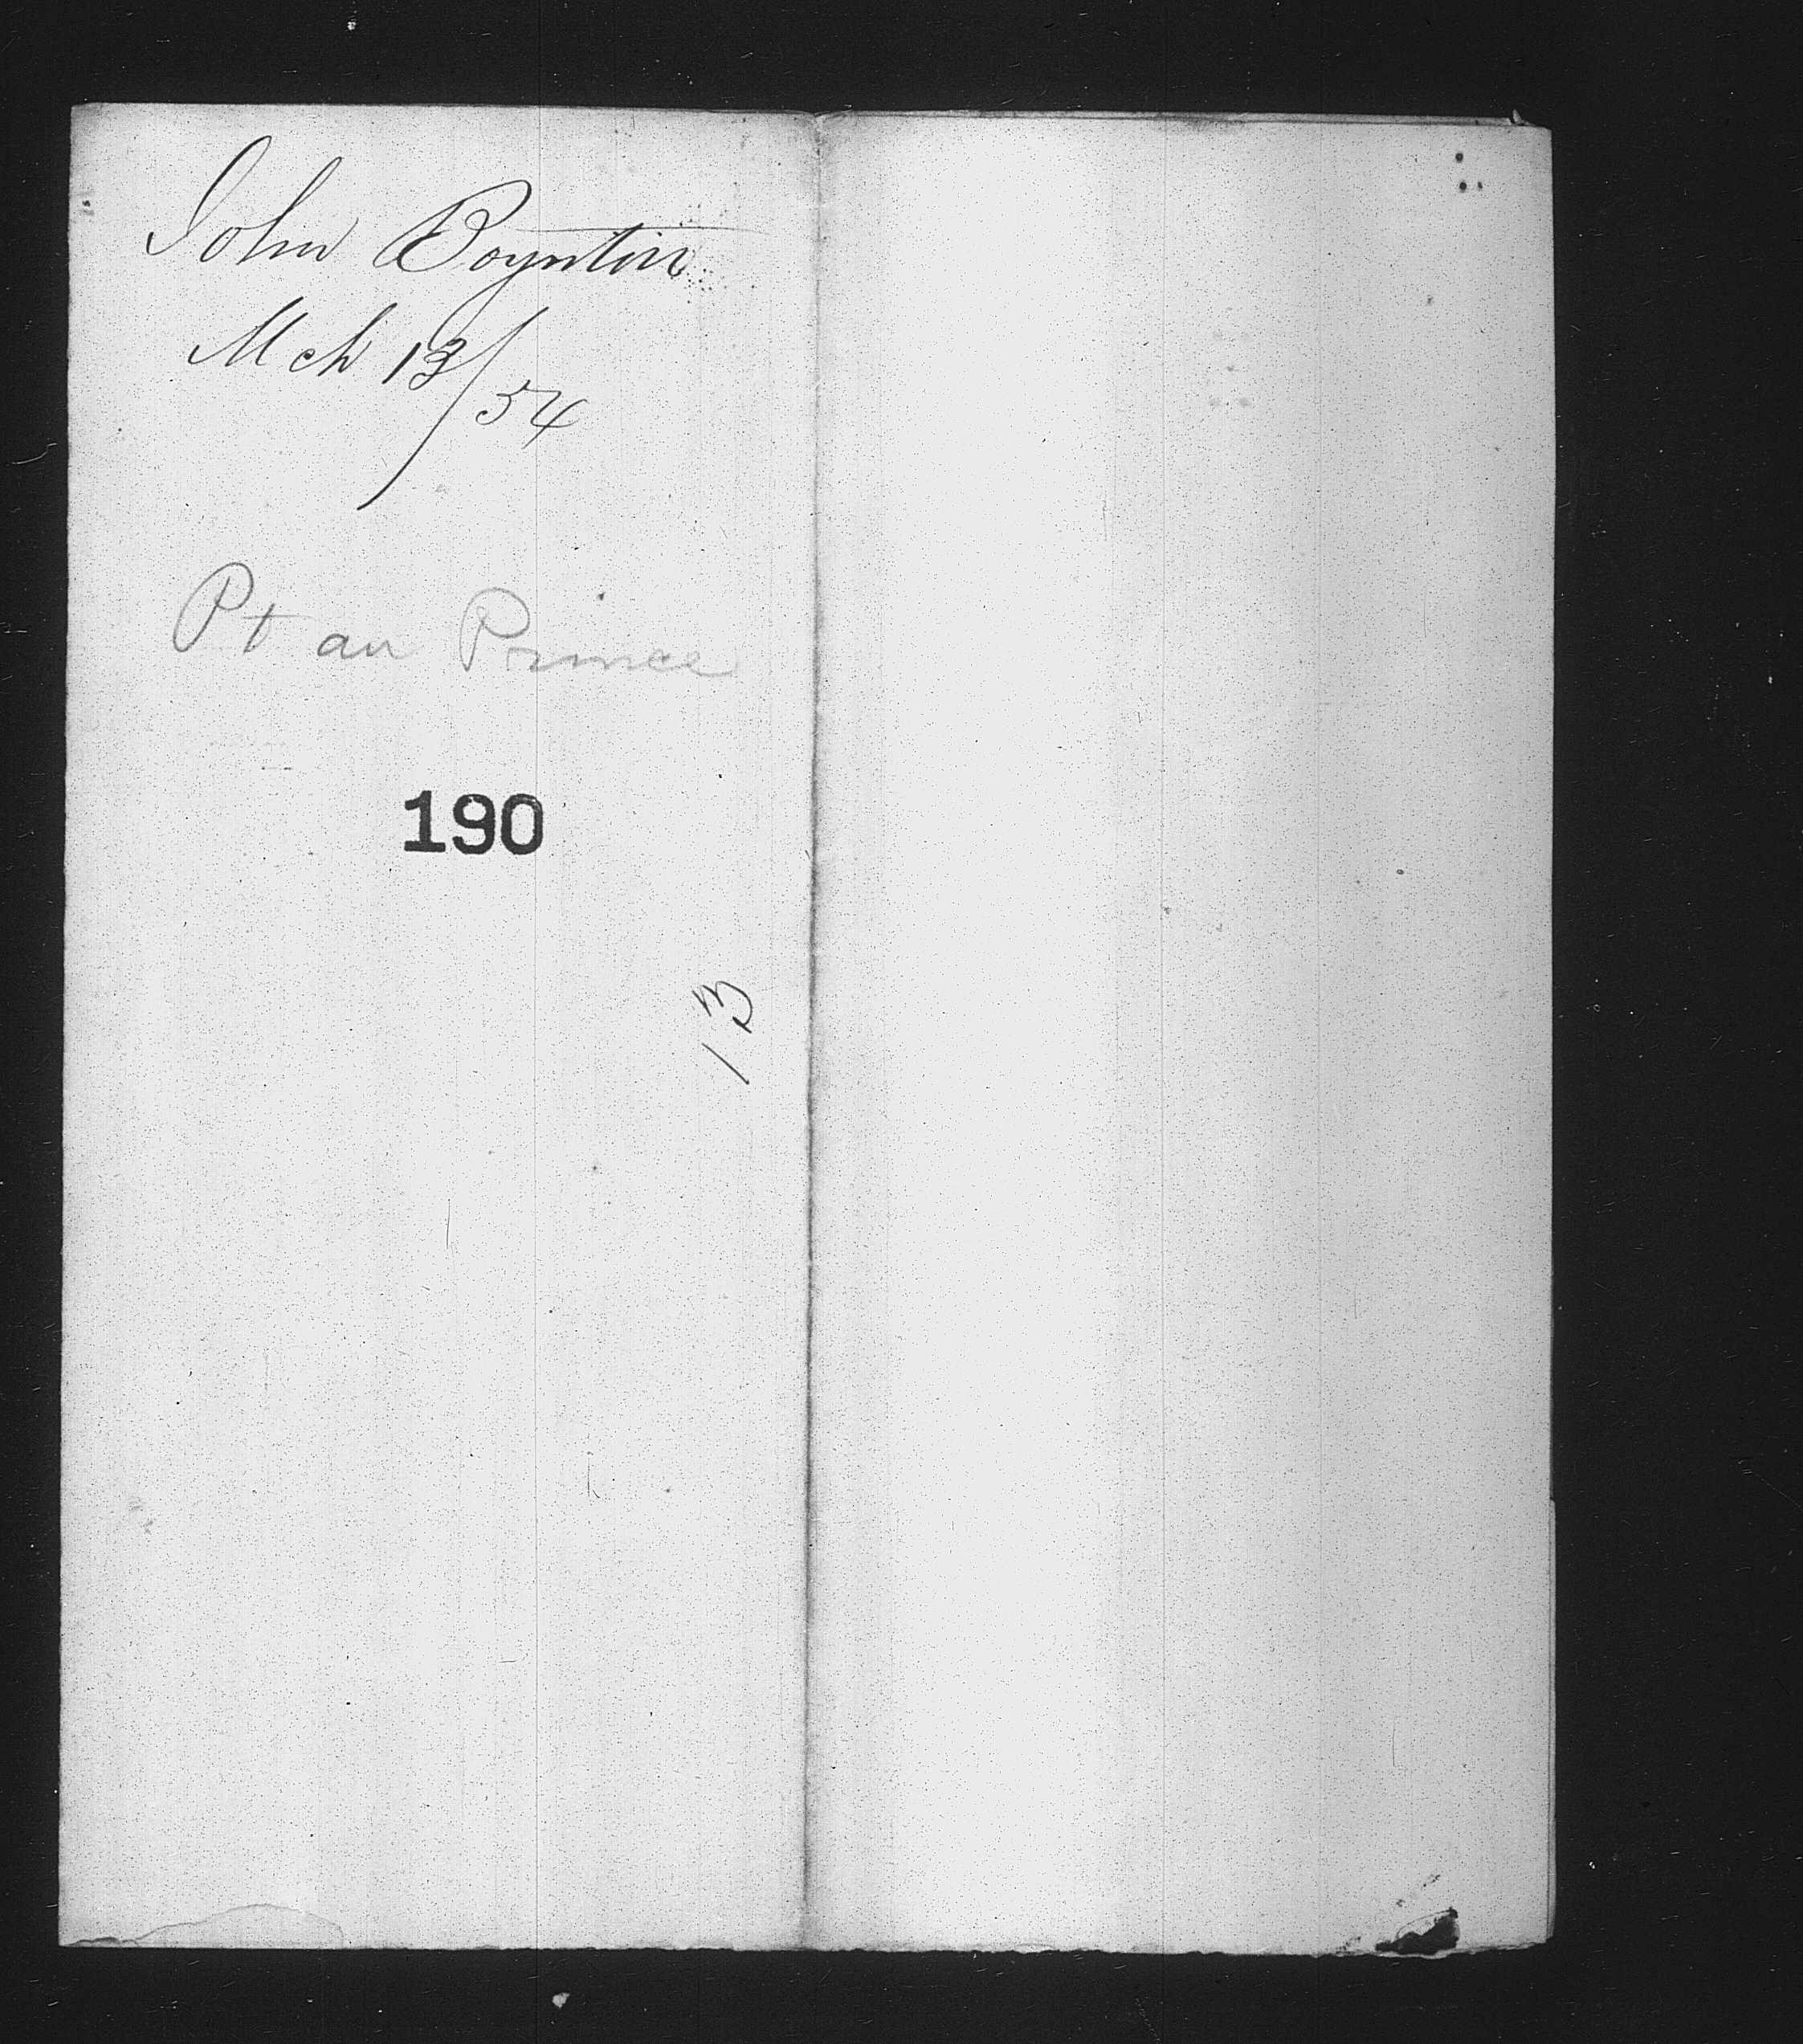 John Boynton
Mch 13/54
Pt au Prince
190
13